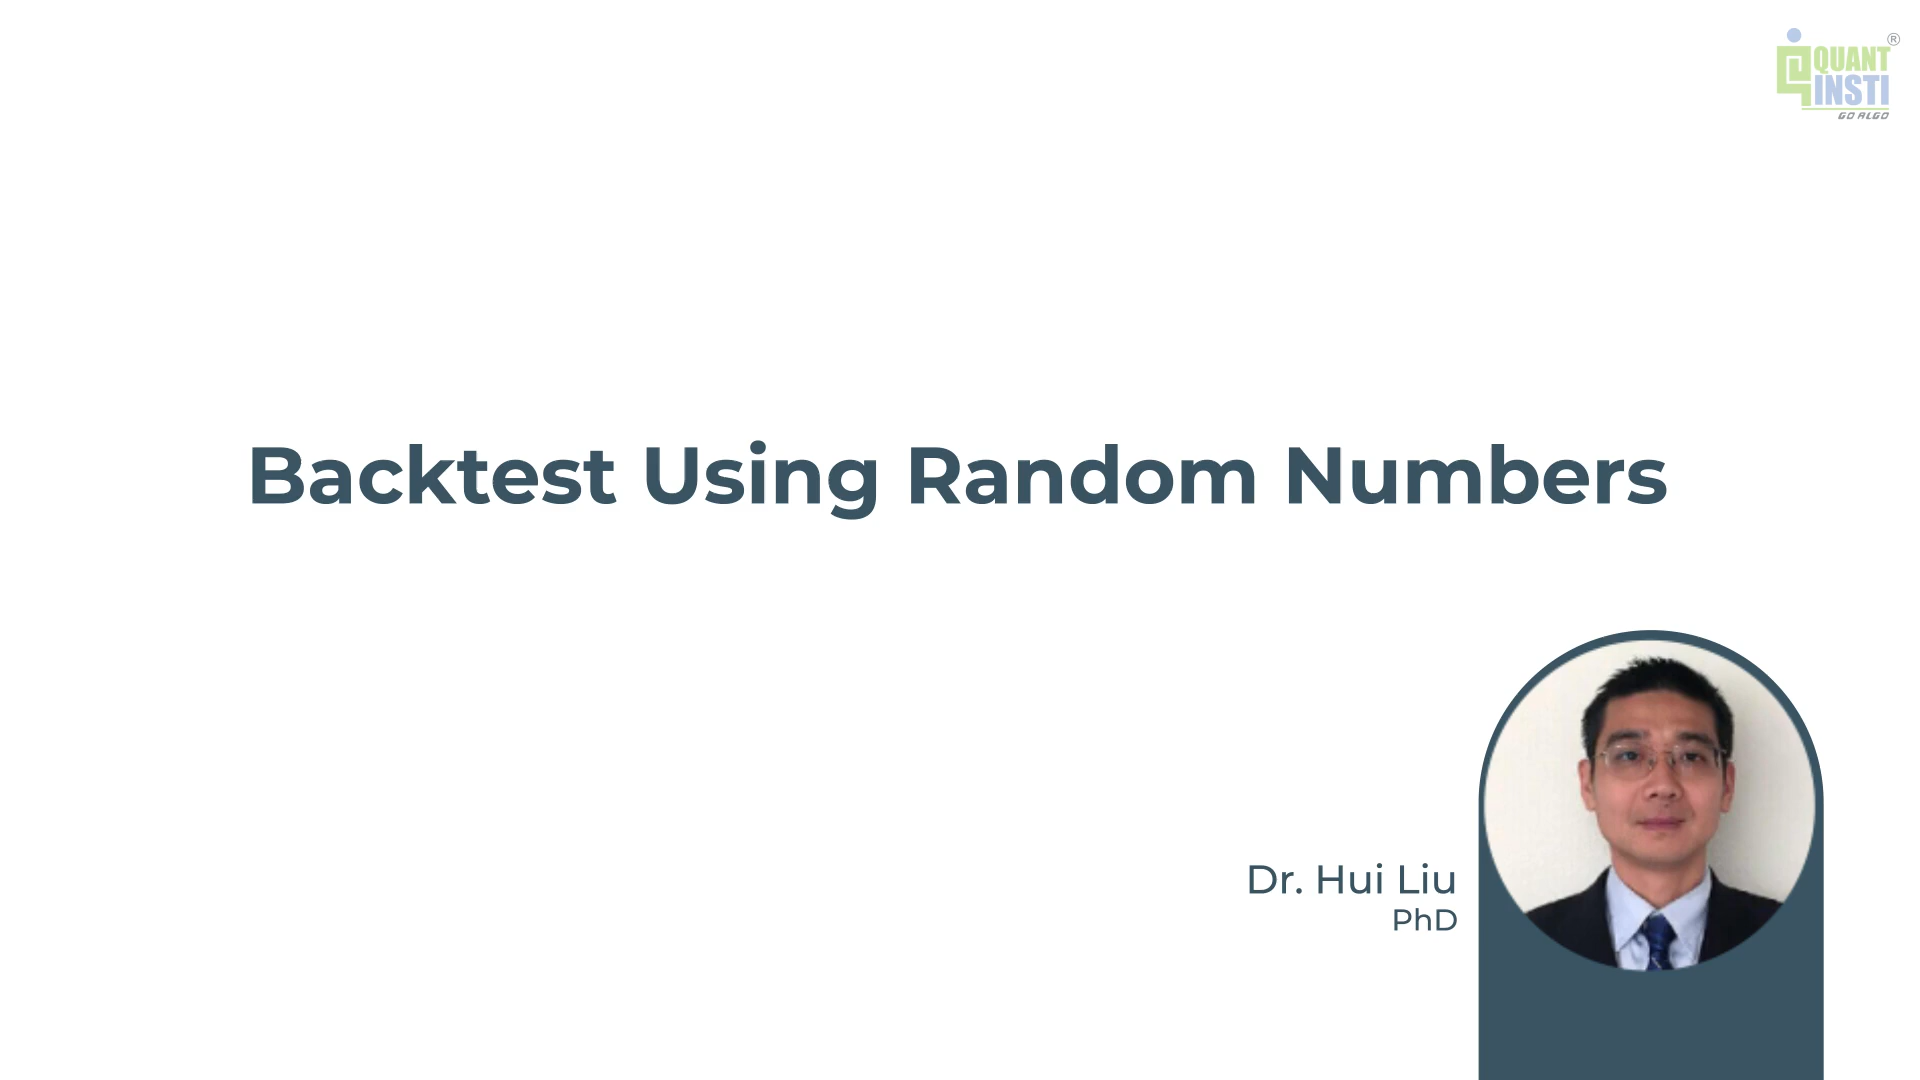 QUANT®
INSTI
GO ALGO
Backtest Using Random Numbers
Dr. Hui Liu
PhD